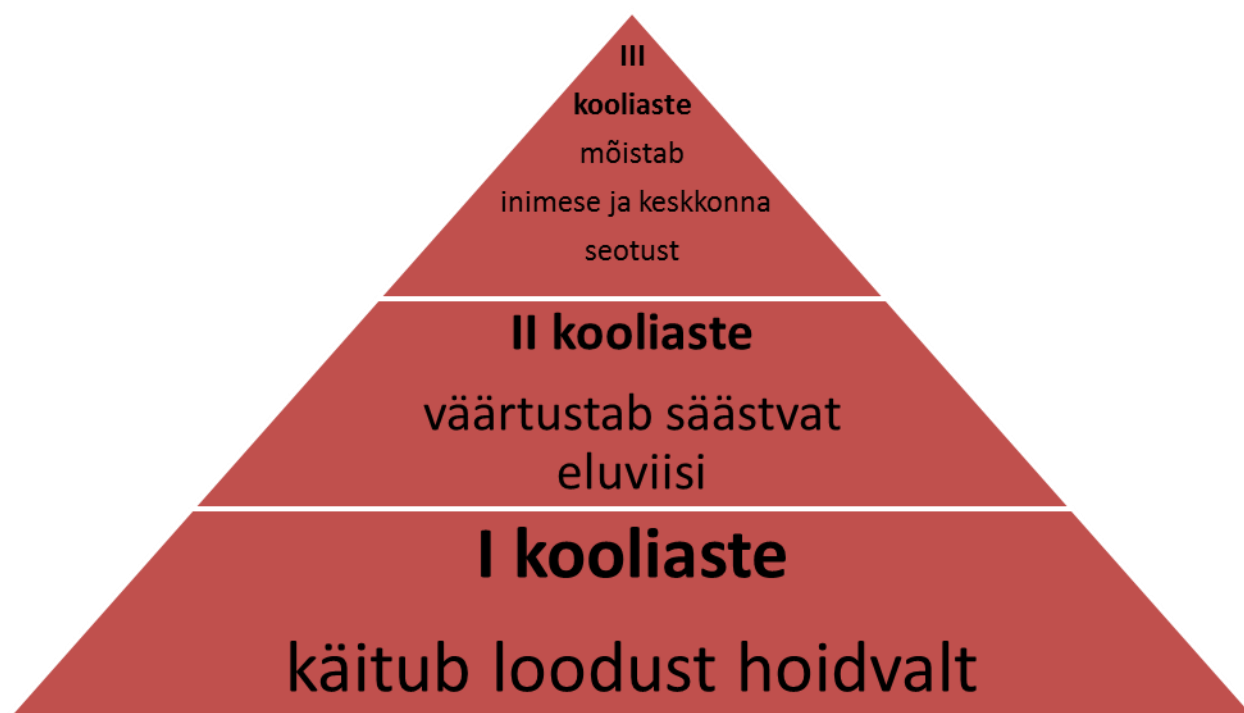 III
kooliaste
mõistab
inimese ja keskkonna
seotust
II kooliaste
väärtustab säästvat
eluviisi
I kooliaste
käitub loodust hoidvalt